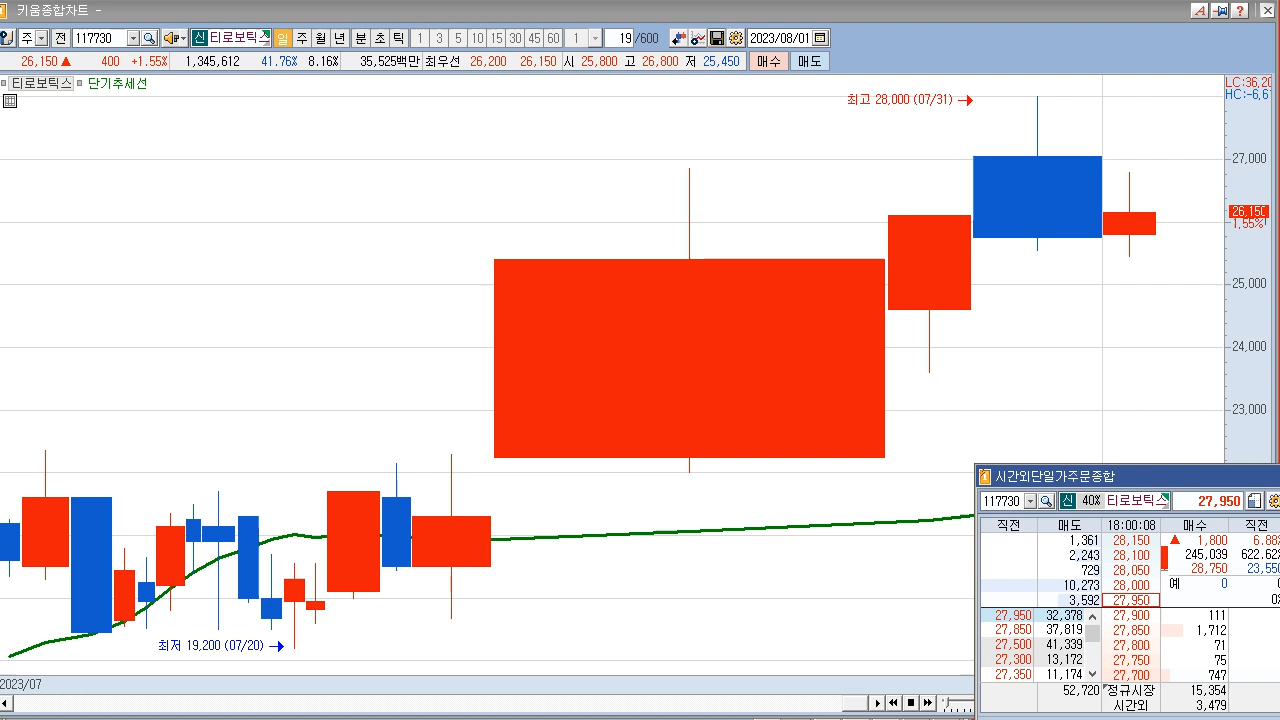 키움종합차트 -
주 전 117730 신 티로보틱스 일 주 월 년 분 초 틱 1 3 5 10 15 30 45 60 1 19 /600 2023/08/01
26,150 ▲ 400 +1.55% 1,345,612 41.76% 8.16% 35,525백만 최우선 26,200 26,150 시 25,800 고 26,800 저 25,450 매수 매도
티로보틱스 단기추세선
LC:36,20
HC:-6,61
최고 28,000 (07/31)
27,000
26,150
1.55%
25,000
24,000
23,000
최저 19,200 (07/20)
2023/07
시간외단일가주문종합
117730 신 40% 티로보틱스 27,950
직전 매도 18:00:08 매수 직전
1,361 28,150 ▲ 1,800 6.88
2,243 28,100 245,039 622.62
729 28,050 28,750 23,550
10,273 28,000 예 0
3,592 27,950
27,950 32,378 27,900 111
27,850 37,819 27,850 1,712
27,500 41,339 27,800 71
27,300 13,172 27,750 75
27,350 11,174 27,700 747
52,720 정규시장 15,354
시간외 3,479